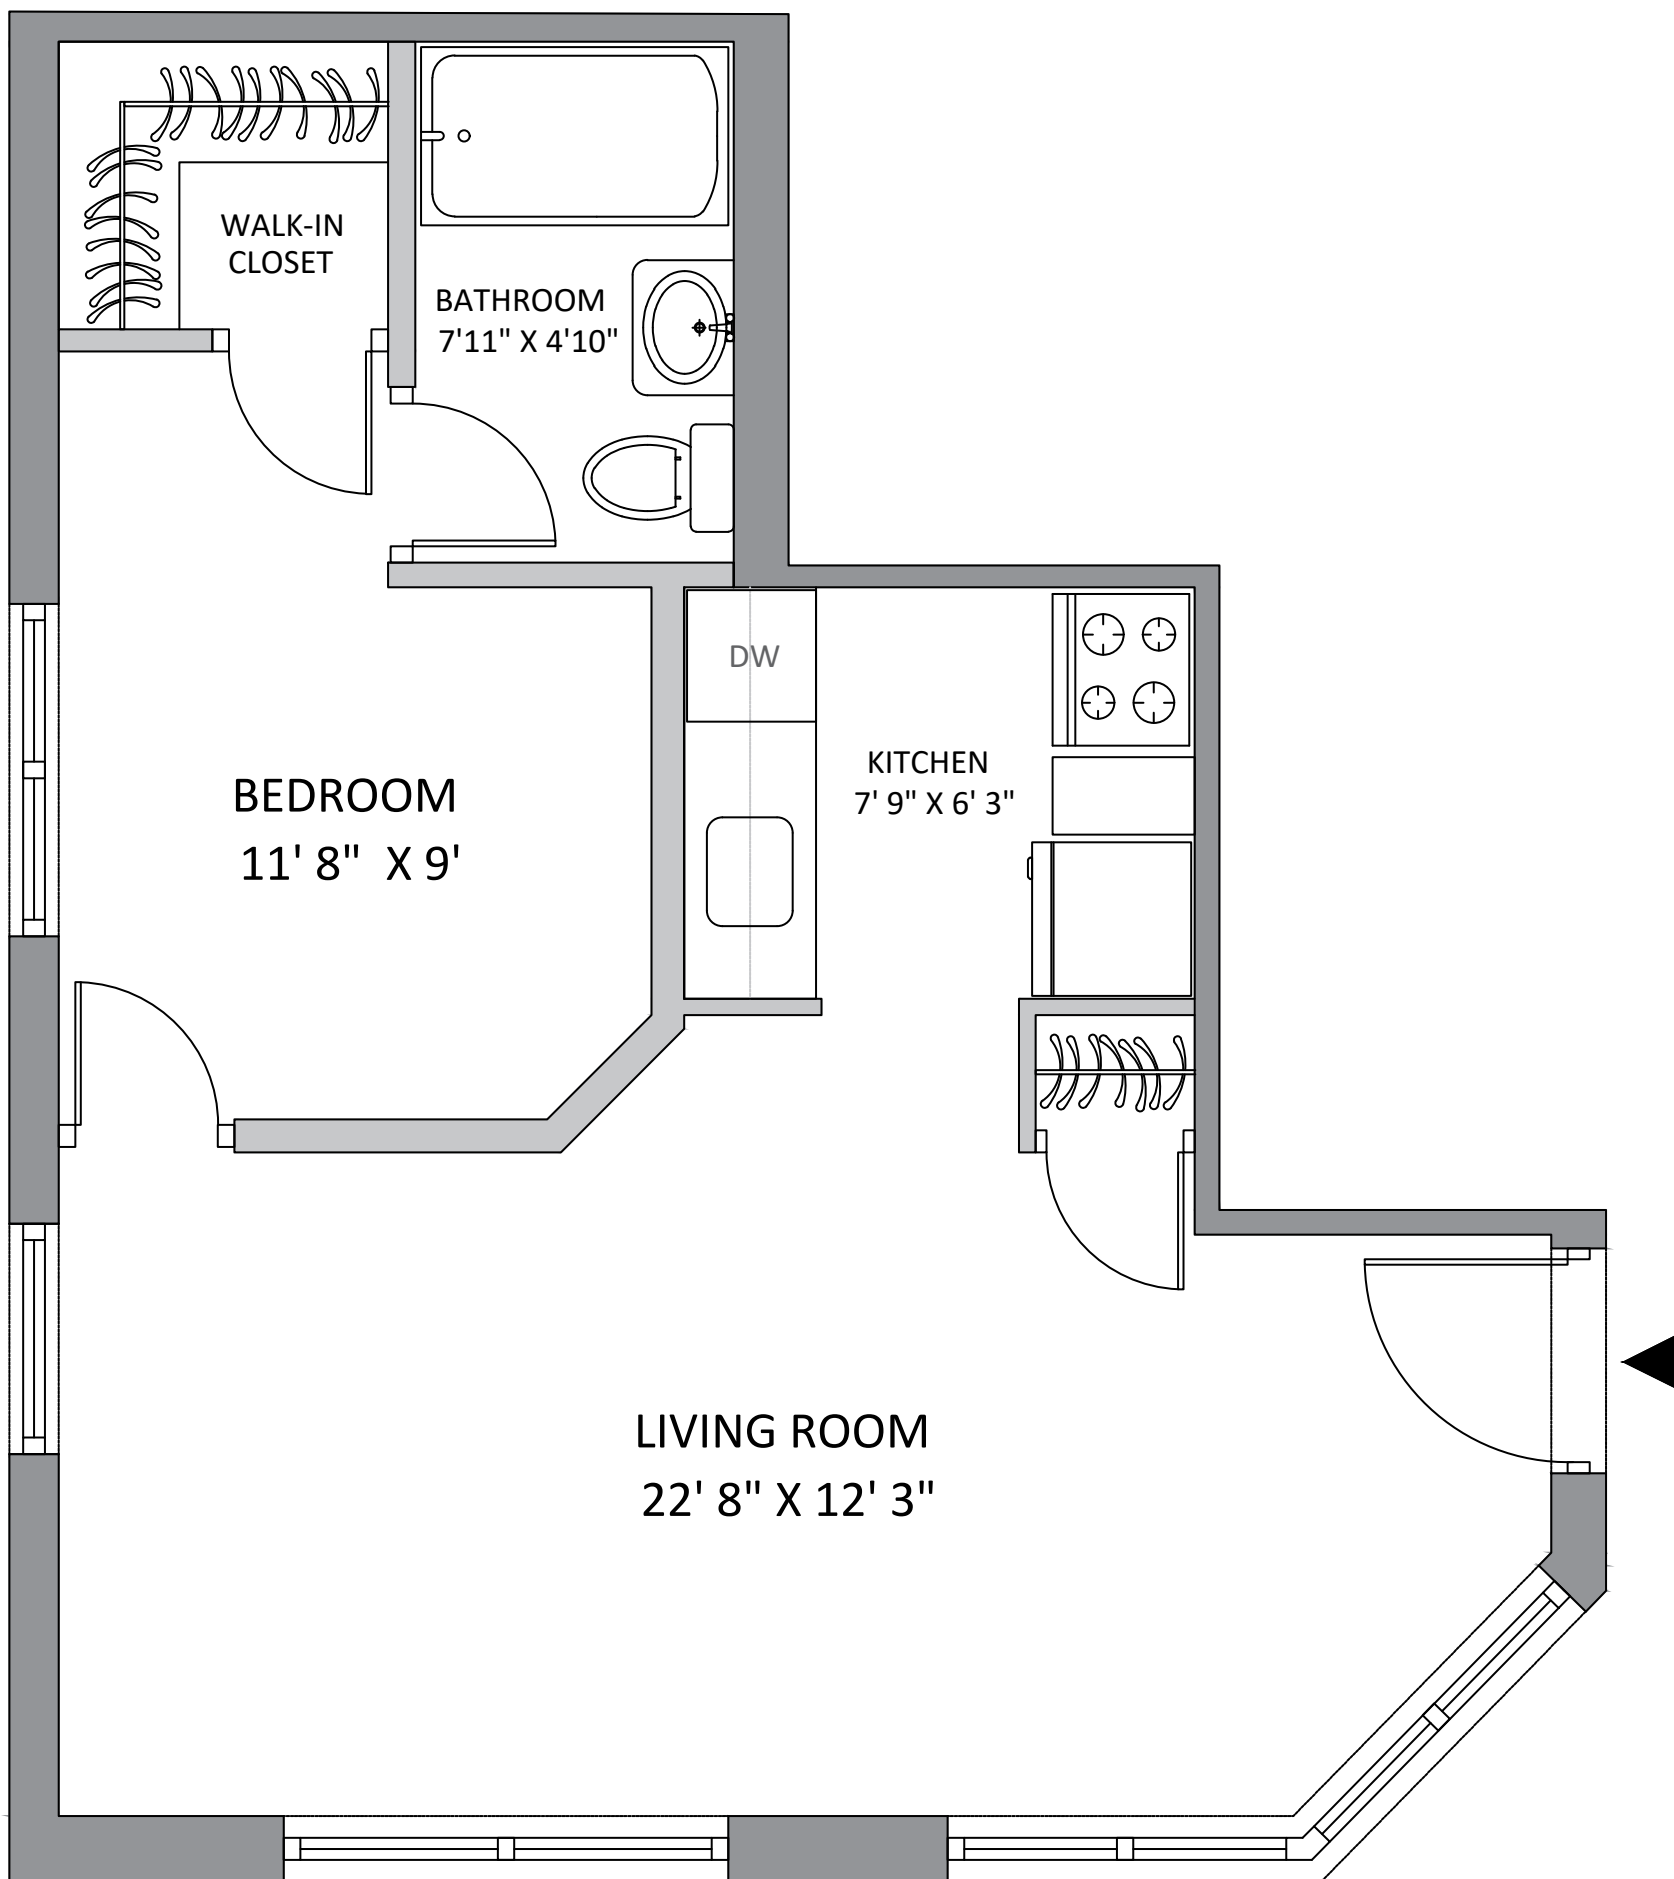 WALK-IN
CLOSET
BATHROOM
7'11" X 4'10"
DW
KITCHEN
7' 9" X 6' 3"
BEDROOM
11' 8" X 9'
LIVING ROOM
22' 8" X 12' 3"